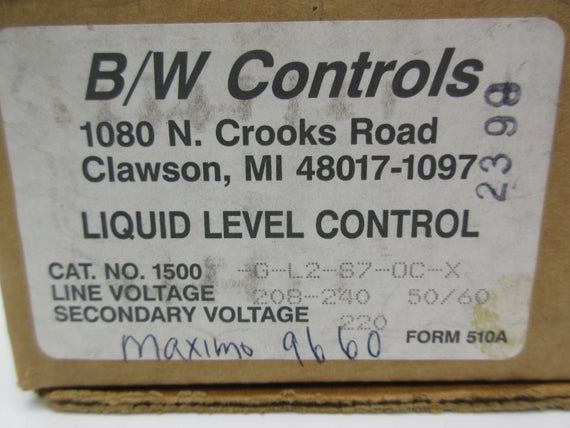 B/W Controls
1080 N. Crooks Road
Clawson, MI 48017-1097
2398
LIQUID LEVEL CONTROL
CAT. NO. 1500 -G-L2-S7-OC-X
LINE VOLTAGE 208-240 50/60
SECONDARY VOLTAGE 220
maximo 9660 FORM 510A